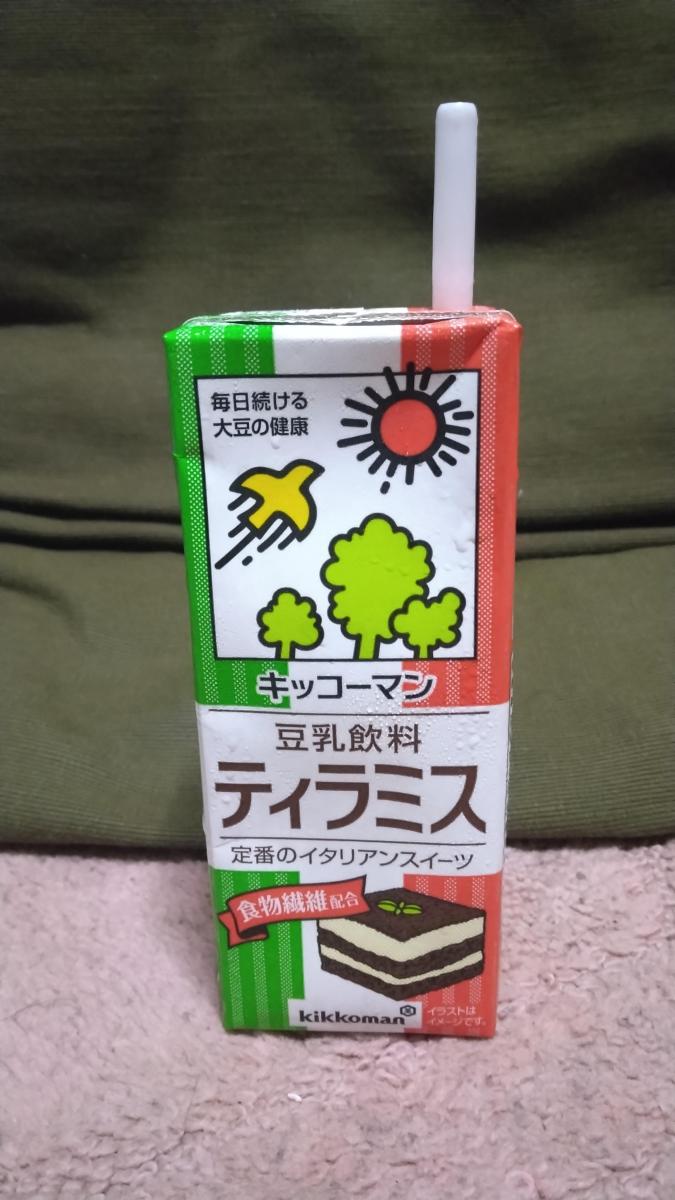 毎日続ける
大豆の健康
キッコーマン
豆乳飲料
ティラミス
定番のイタリアンスイーツ
食物繊維配合
kikkoman
イラストは
イメージです。